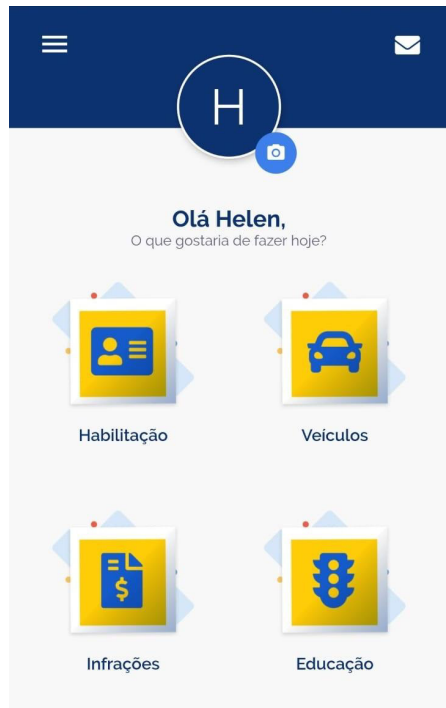 H
Olá Helen,
O que gostaria de fazer hoje?
Habilitação
Veículos
$
Infrações
Educação